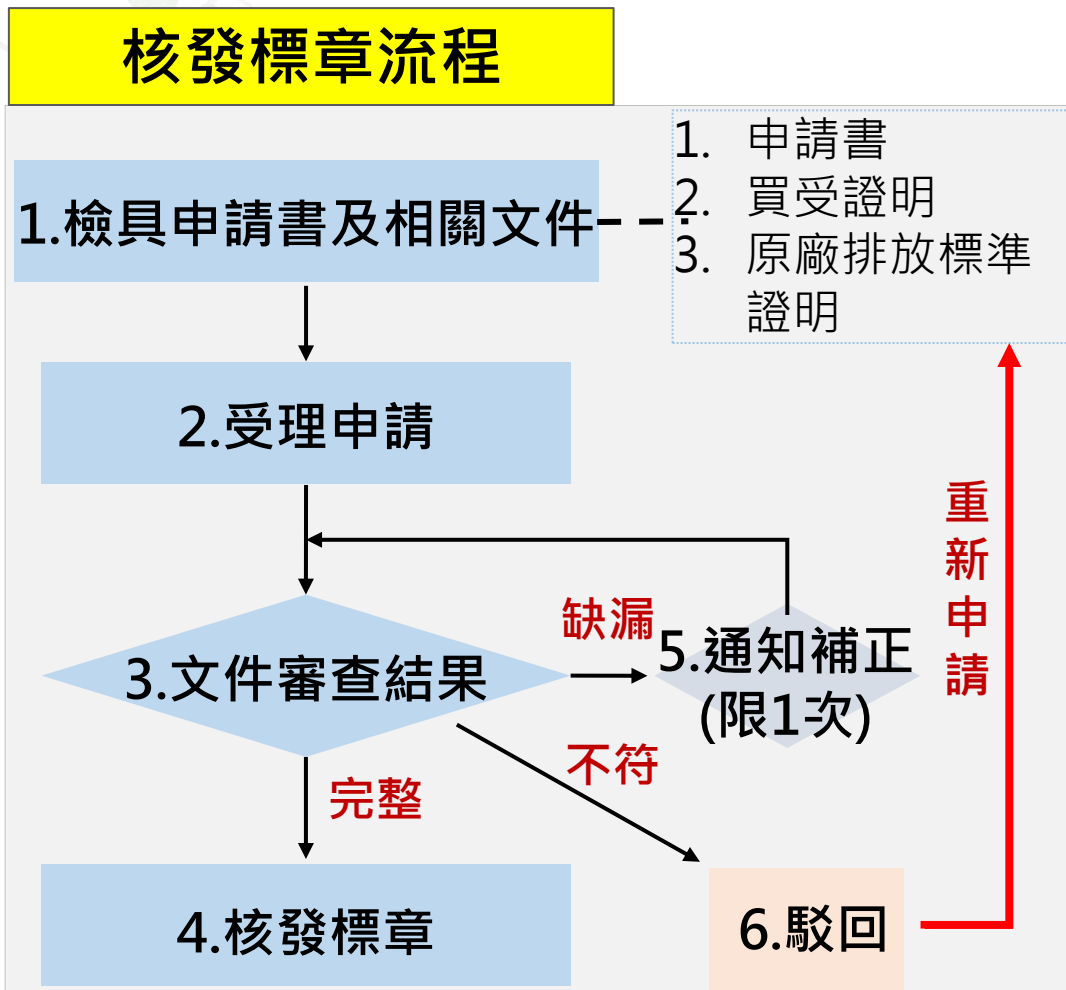 核發標章流程
1.檢具申請書及相關文件
1. 申請書
2. 買受證明
3. 原廠排放標準
證明
2.受理申請
3.文件審查結果
缺漏
5.通知補正
(限1次)
重新申請
不符
完整
4.核發標章
6.駁回